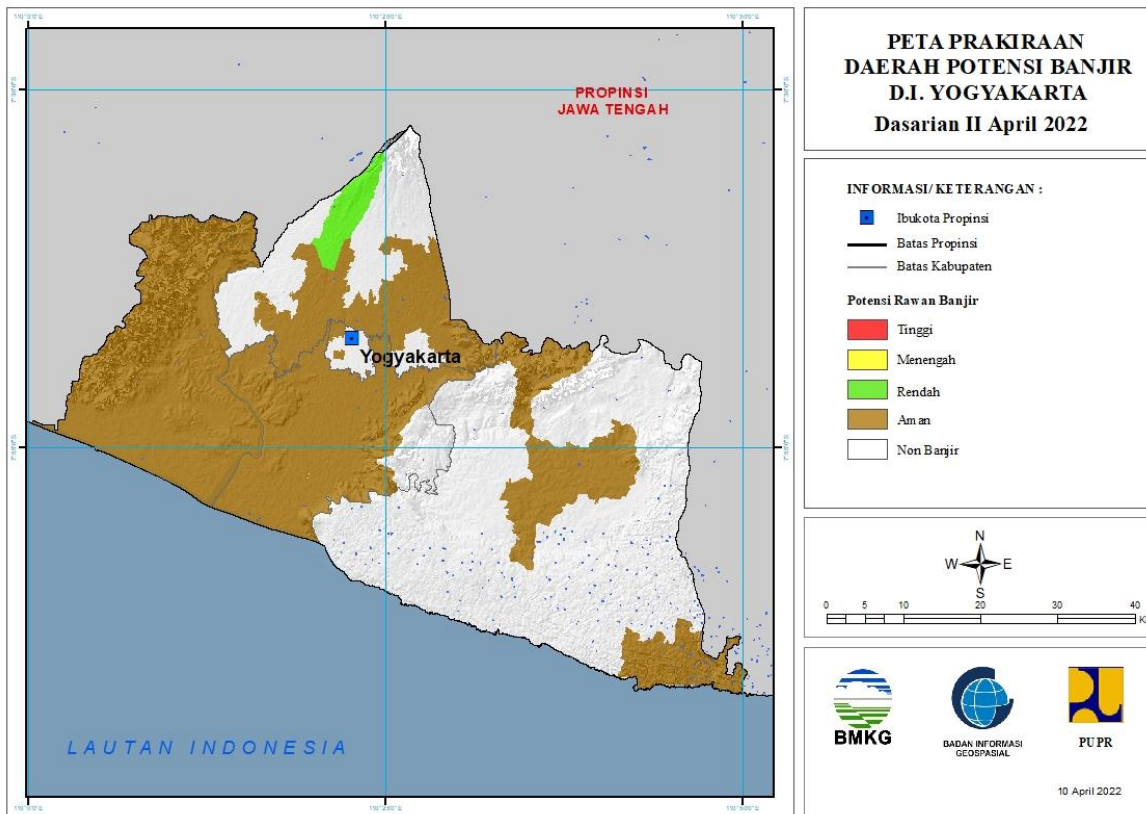 PROPINSI
JAWA TENGAH
Yogyakarta
LAUTAN INDONESIA
PETA PRAKIRAAN
DAERAH POTENSI BANJIR
D.I. YOGYAKARTA
Dasarian II April 2022
INFORMASI/ KETERANGAN :
Ibukota Propinsi
Batas Propinsi
Batas Kabupaten
Potensi Rawan Banjir
Tinggi
Menengah
Rendah
Aman
Non Banjir
N
W E
S
0 5 10 20 30 40
BMKG
BADAN INFORMASI
GEOSPASIAL
PUPR
10 April 2022